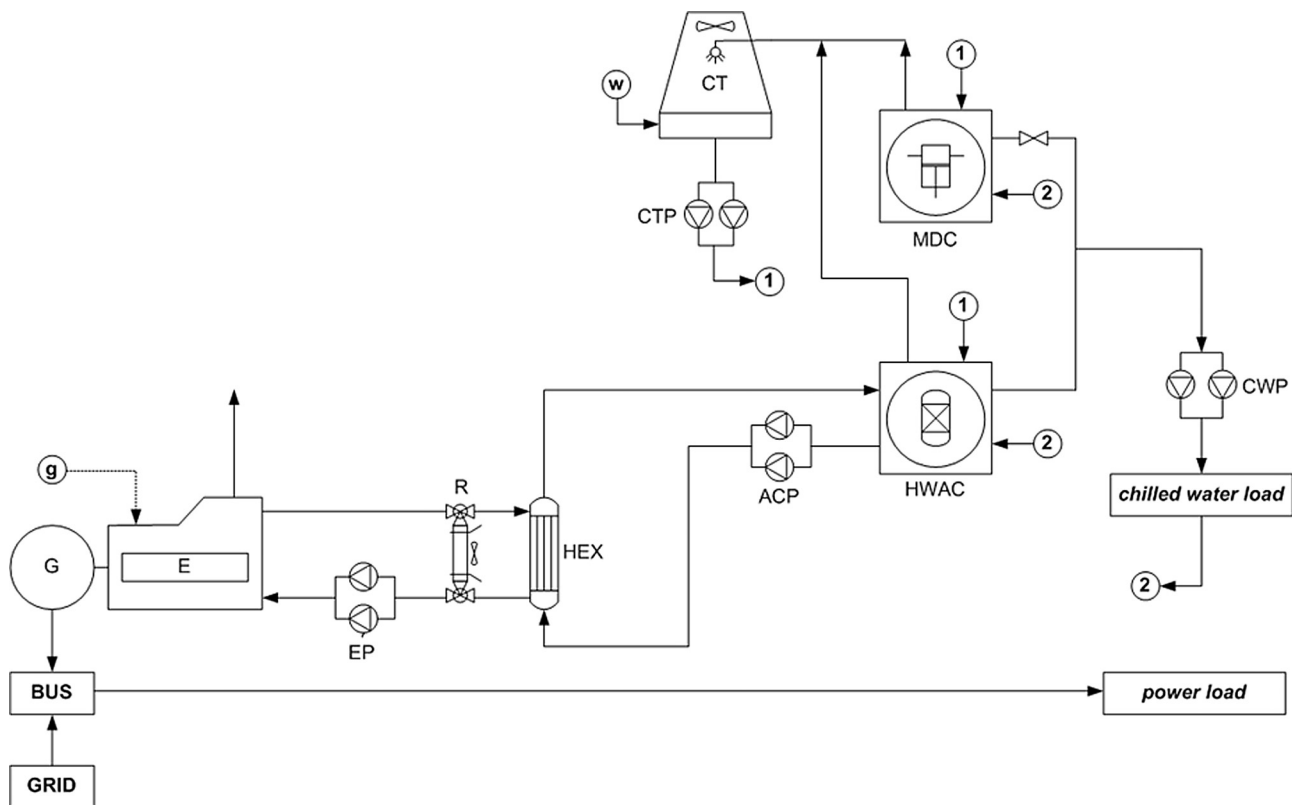 1
w
CT
2
CTP
MDC
1
1
CWP
2
g
R
ACP
HWAC
chilled water load
HEX
G
E
2
EP
BUS
power load
GRID